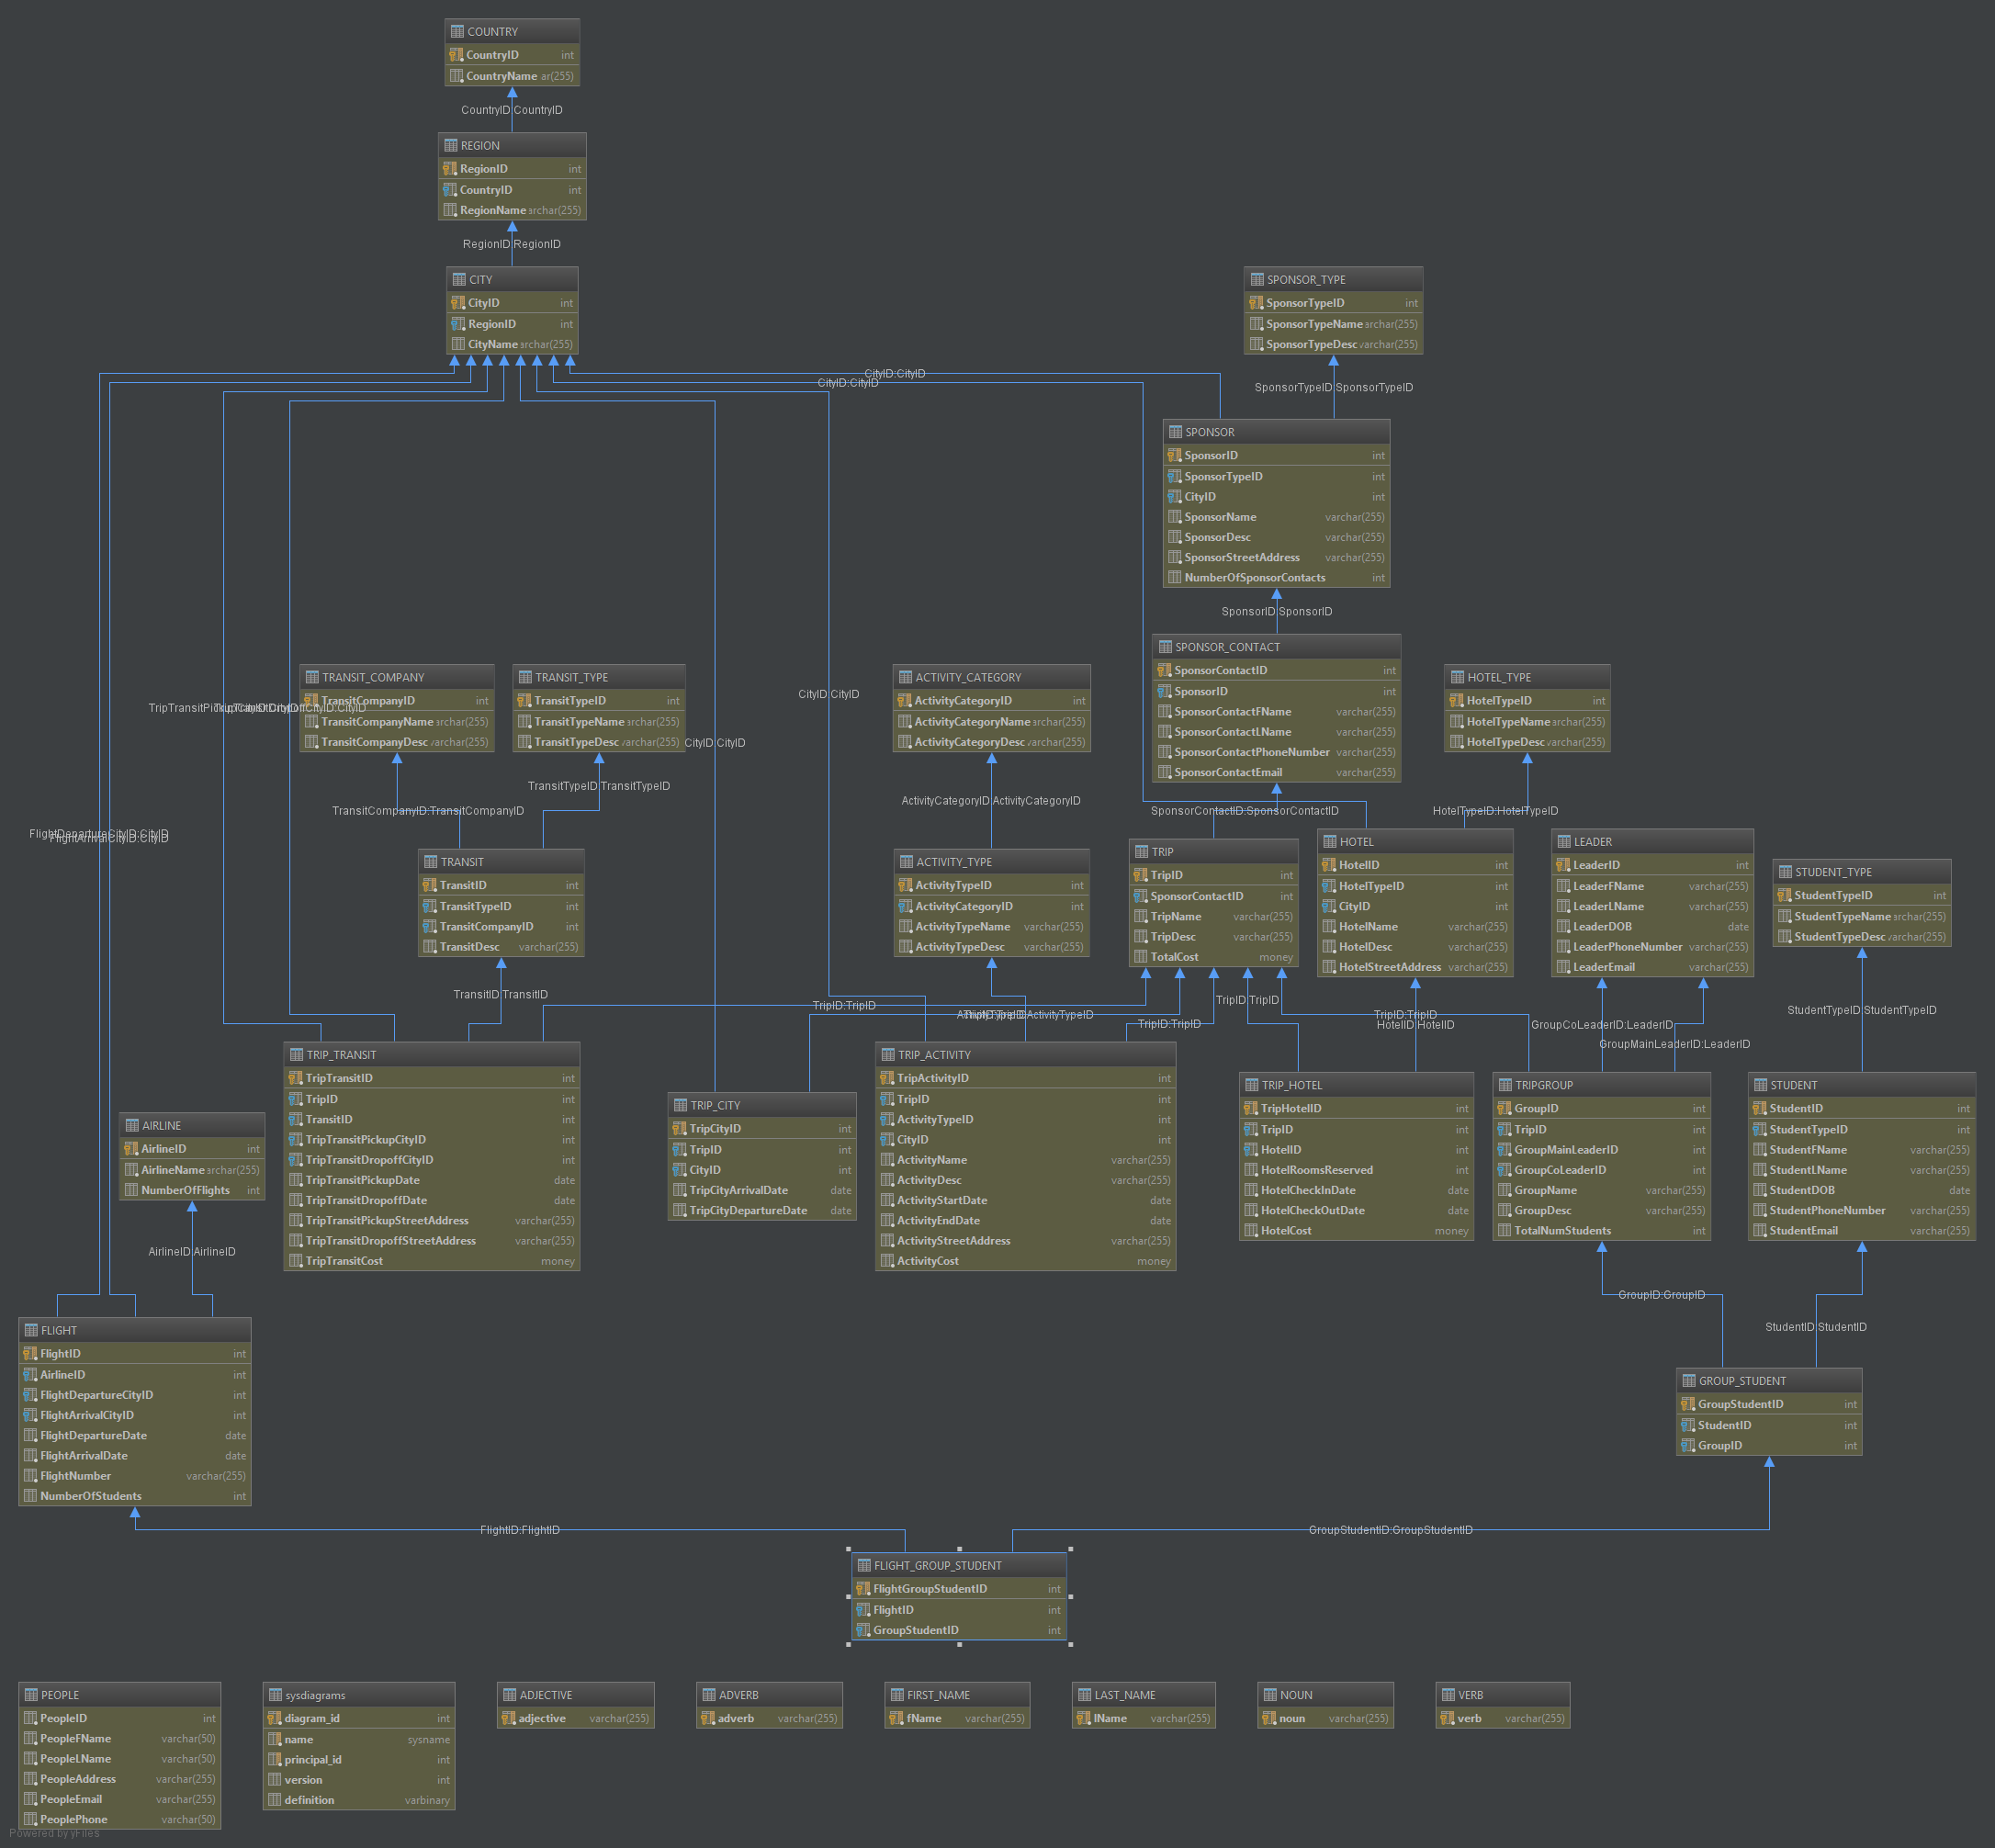 COUNTRY
CountryID int
CountryName ar(255)
CountryID:CountryID
REGION
RegionID int
CountryID int
RegionName archar(255)
RegionID:RegionID
CITY
CityID int
RegionID int
CityName archar(255)
SPONSOR_TYPE
SponsorTypeID int
SponsorTypeName archar(255)
SponsorTypeDesc varchar(255)
CityID:CityID
CityID:CityID
SponsorTypeID:SponsorTypeID
SPONSOR
SponsorID int
SponsorTypeID int
CityID int
SponsorName varchar(255)
SponsorDesc varchar(255)
SponsorStreetAddress varchar(255)
NumberOfSponsorContacts int
SponsorID:SponsorID
SPONSOR_CONTACT
SponsorContactID int
SponsorID int
SponsorContactFName varchar(255)
SponsorContactLName varchar(255)
SponsorContactPhoneNumber varchar(255)
SponsorContactEmail varchar(255)
TRANSIT_COMPANY
TransitCompanyID int
TransitCompanyName archar(255)
TransitCompanyDesc varchar(255)
TRANSIT_TYPE
TransitTypeID int
TransitTypeName archar(255)
TransitTypeDesc varchar(255)
CityID:CityID
CityID:CityID
ACTIVITY_CATEGORY
ActivityCategoryID int
ActivityCategoryName archar(255)
ActivityCategoryDesc varchar(255)
HOTEL_TYPE
HotelTypeID int
HotelTypeName archar(255)
HotelTypeDesc varchar(255)
TransitTypeID:TransitTypeID
TransitCompanyID:TransitCompanyID
ActivityCategoryID:ActivityCategoryID
SponsorContactID:SponsorContactID
HotelTypeID:HotelTypeID
FlightDepartureCityID:CityID
FlightArrivalCityID:CityID
TRANSIT
TransitID int
TransitTypeID int
TransitCompanyID int
TransitDesc varchar(255)
ACTIVITY_TYPE
ActivityTypeID int
ActivityCategoryID int
ActivityTypeName varchar(255)
ActivityTypeDesc varchar(255)
TRIP
TripID int
SponsorContactID int
TripName varchar(255)
TripDesc varchar(255)
TotalCost money
HOTEL
HotelID int
HotelTypeID int
CityID int
HotelName varchar(255)
HotelDesc varchar(255)
HotelStreetAddress varchar(255)
LEADER
LeaderID int
LeaderFName varchar(255)
LeaderLName varchar(255)
LeaderDOB date
LeaderPhoneNumber varchar(255)
LeaderEmail varchar(255)
STUDENT_TYPE
StudentTypeID int
StudentTypeName archar(255)
StudentTypeDesc varchar(255)
TransitID:TransitID
TripID:TripID
TripID:TripID
TripID:TripID
TripID:TripID
HotelID:HotelID
GroupCoLeaderID:LeaderID
GroupMainLeaderID:LeaderID
StudentTypeID:StudentTypeID
TRIP_TRANSIT
TripTransitID int
TripID int
TransitID int
TripTransitPickupCityID int
TripTransitDropoffCityID int
TripTransitPickupDate date
TripTransitDropoffDate date
TripTransitPickupStreetAddress varchar(255)
TripTransitDropoffStreetAddress varchar(255)
TripTransitCost money
TRIP_CITY
TripCityID int
TripID int
CityID int
TripCityArrivalDate date
TripCityDepartureDate date
TRIP_ACTIVITY
TripActivityID int
TripID int
ActivityTypeID int
CityID int
ActivityName varchar(255)
ActivityDesc varchar(255)
ActivityStartDate date
ActivityEndDate date
ActivityStreetAddress varchar(255)
ActivityCost money
TRIP_HOTEL
TripHotelID int
TripID int
HotelID int
HotelRoomsReserved int
HotelCheckInDate date
HotelCheckOutDate date
HotelCost money
TRIPGROUP
GroupID int
TripID int
GroupMainLeaderID int
GroupCoLeaderID int
GroupName varchar(255)
GroupDesc varchar(255)
TotalNumStudents int
STUDENT
StudentID int
StudentTypeID int
StudentFName varchar(255)
StudentLName varchar(255)
StudentDOB date
StudentPhoneNumber varchar(255)
StudentEmail varchar(255)
AIRLINE
AirlineID int
AirlineName archar(255)
NumberOfFlights int
AirlineID:AirlineID
GroupID:GroupID
StudentID:StudentID
FLIGHT
FlightID int
AirlineID int
FlightDepartureCityID int
FlightArrivalCityID int
FlightDepartureDate date
FlightArrivalDate date
FlightNumber varchar(255)
NumberOfStudents int
GROUP_STUDENT
GroupStudentID int
StudentID int
GroupID int
FlightID:FlightID
GroupStudentID:GroupStudentID
FLIGHT_GROUP_STUDENT
FlightGroupStudentID int
FlightID int
GroupStudentID int
PEOPLE
PeopleID int
PeopleFName varchar(50)
PeopleLName varchar(50)
PeopleAddress varchar(255)
PeopleEmail varchar(255)
PeoplePhone varchar(50)
sysdiagrams
diagram_id int
name sysname
principal_id int
version int
definition varbinary
ADJECTIVE
adjective varchar(255)
ADVERB
adverb varchar(255)
FIRST_NAME
fName varchar(255)
LAST_NAME
lName varchar(255)
NOUN
noun varchar(255)
VERB
verb varchar(255)
Powered by yFiles